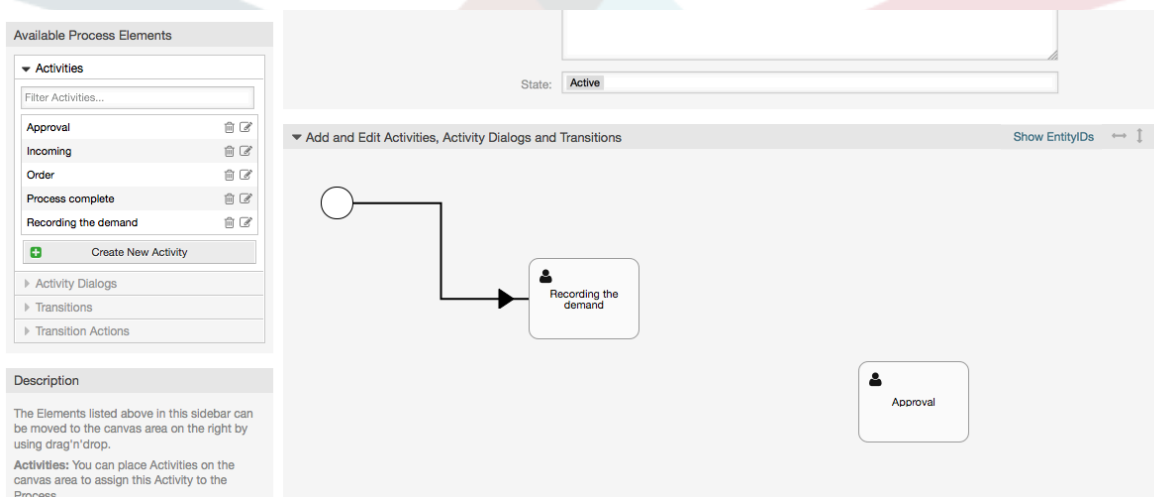 Available Process Elements
Activities
Filter Activities...
Approval
Incoming
Order
Process complete
Recording the demand
Create New Activity
Activity Dialogs
Transitions
Transition Actions
Description
The Elements listed above in this sidebar can
be moved to the canvas area on the right by
using drag'n'drop.
Activities: You can place Activities on the
canvas area to assign this Activity to the
Process.
State: Active
Add and Edit Activities, Activity Dialogs and Transitions Show EntityIDs
Recording the
demand
Approval